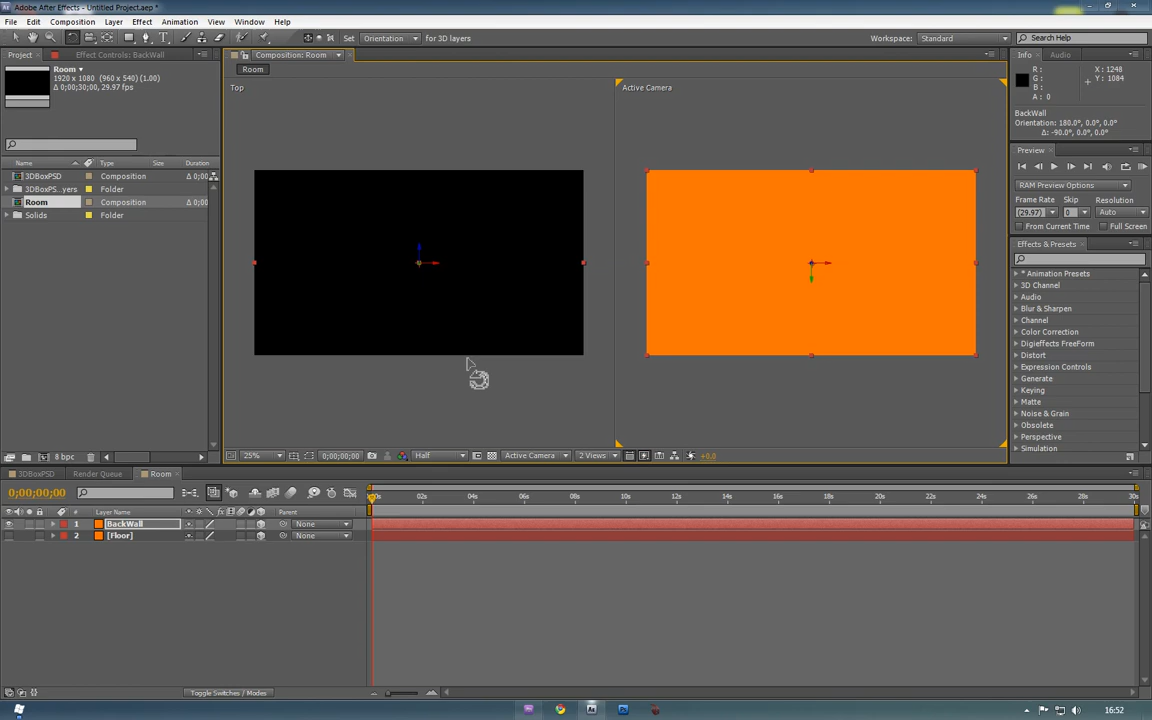 Adobe After Effects - Untitled Project.aep *
File Edit Composition Layer Effect Animation View Window Help
Set Orientation for 3D layers
Workspace: Standard
Search Help
Project
Effect Controls: BackWall
Composition: Room
Info
Audio
Room
1920 x 1080 (960 x 540) (1.00)
Δ 0;00;30;00, 29.97 fps
Room
Top
Active Camera
R :
G :
B :
A : 0
X : 1248
Y : 1084
BackWall
Orientation: 180.0°, 0.0°, 0.0°
Δ: -90.0°, 0.0°, 0.0°
Preview
RAM Preview Options
Frame Rate Skip Resolution
(29.97) 0 Auto
From Current Time Full Screen
Name Type Size Duration
3DBoxPSD Composition Δ 0;00
3DBoxPS...yers Folder
Room Composition Δ 0;00
Solids Folder
Effects & Presets
* Animation Presets
3D Channel
Audio
Blur & Sharpen
Channel
Color Correction
Digieffects FreeForm
Distort
Expression Controls
Generate
Keying
Matte
Noise & Grain
Obsolete
Perspective
Simulation
8 bpc
25% 0;00;00;00 Half Active Camera 2 Views +0.0
3DBoxPSD Render Queue Room
0;00;00;00
02s 04s 06s 08s 10s 12s 14s 16s 18s 20s 22s 24s 26s 28s 30s
# Layer Name Parent
1 BackWall None
2 [Floor] None
Toggle Switches / Modes
16:52